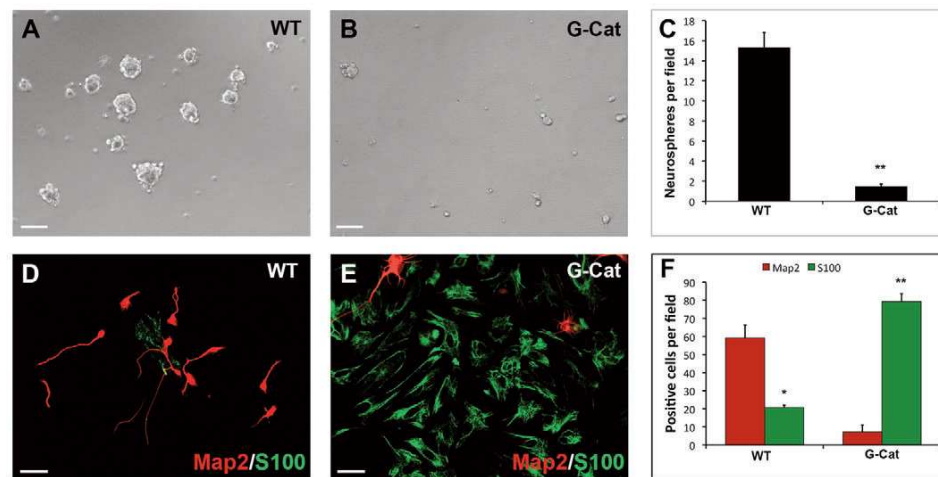 A WT
B G-Cat
C
Neurospheres per field
18
16
14
12
10
8
6
4
2
0
**
WT G-Cat
D WT
Map2/S100
E G-Cat
Map2/S100
F
Map2 S100
Positive cells per field
90
80
70
60
50
40
30
20
10
0
*
**
WT G-Cat